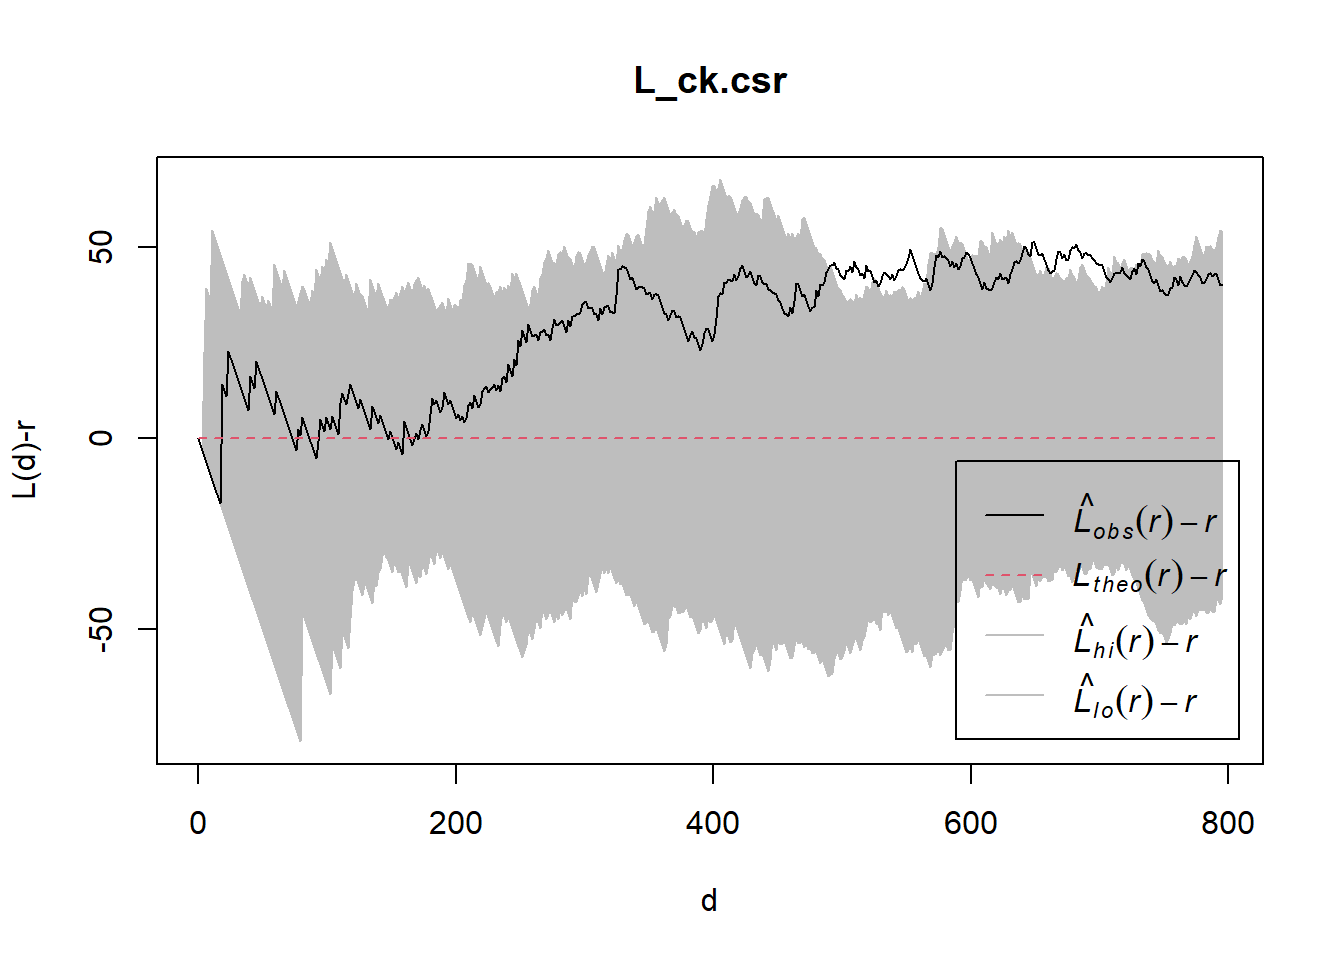 L_ck.csr
L(d)-r
50
0
-50
0 200 400 600 800
d
L̂obs(r) – r
Ltheo(r) – r
L̂hi(r) – r
L̂lo(r) – r